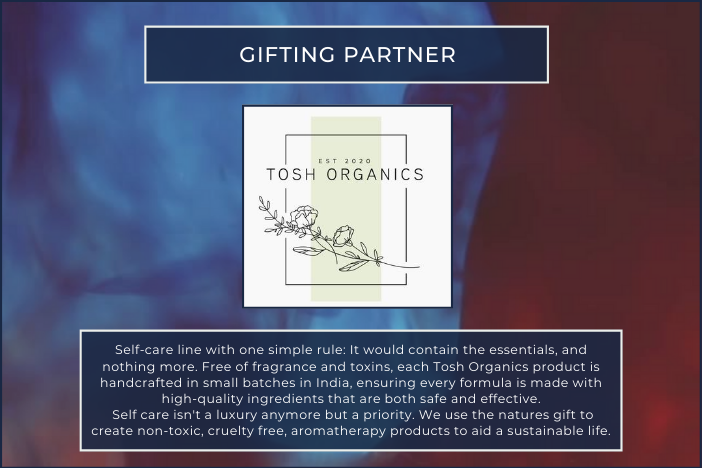 GIFTING PARTNER
EST 2020
TOSH ORGANICS
Self-care line with one simple rule: It would contain the essentials, and
nothing more. Free of fragrance and toxins, each Tosh Organics product is
handcrafted in small batches in India, ensuring every formula is made with
high-quality ingredients that are both safe and effective.
Self care isn't a luxury anymore but a priority. We use the natures gift to
create non-toxic, cruelty free, aromatherapy products to aid a sustainable life.